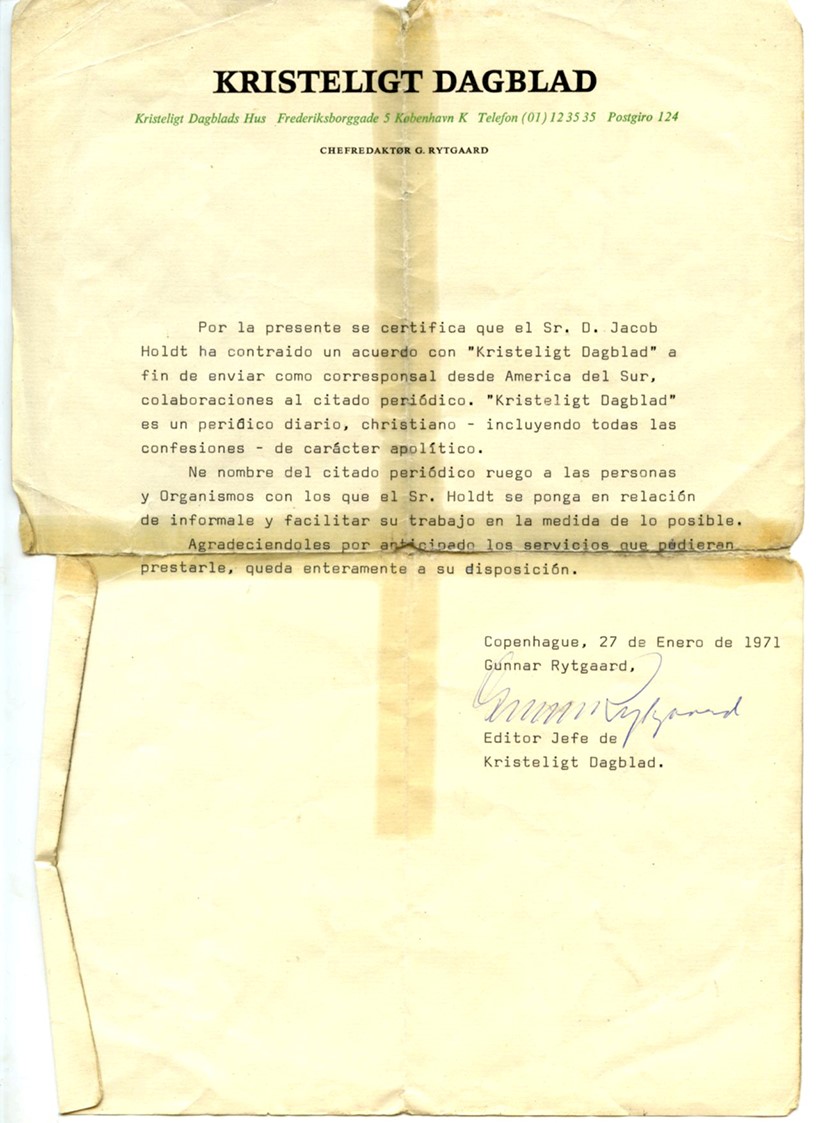 KRISTELIGT DAGBLAD
Kristeligt Dagblads Hus Frederiksborggade 5 København K Telefon (01) 12 35 35 Postgiro 124
CHEFREDAKTØR G. RYTGAARD
Por la presente se certifica que el Sr. D. Jacob
Holdt ha contraido un acuerdo con "Kristeligt Dagblad" a
fin de enviar como corresponsal desde America del Sur,
colaboraciones al citado periódico. "Kristeligt Dagblad"
es un peridico diario, christiano - incluyendo todas las
confesiones - de carácter apolítico.
Ne nombre del citado periódico ruego a las personas
y Organismos con los que el Sr. Holdt se ponga en relación
de informale y facilitar su trabajo en la medida de lo posible.
Agradeciendoles por anticipado los servicios que pedieran
prestarle, queda enteramente a su disposición.
Copenhague, 27 de Enero de 1971
Gunnar Rytgaard,
Gunnar Rytgaard
Editor Jefe de
Kristeligt Dagblad.